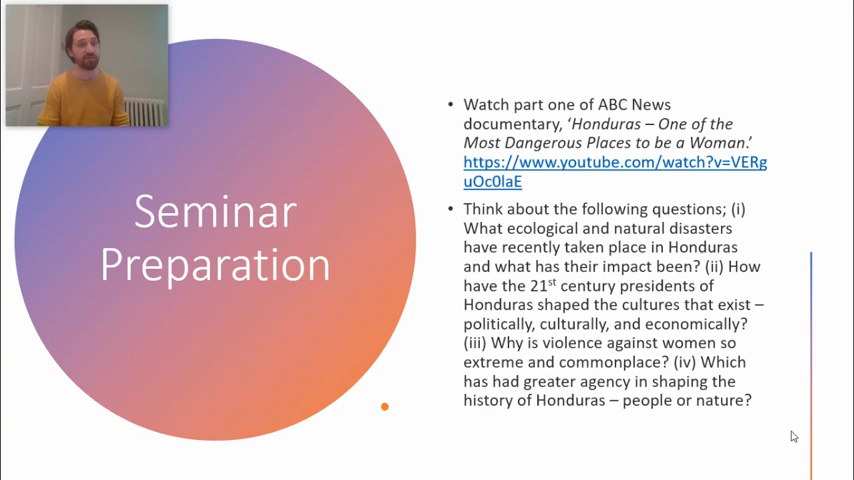 Seminar
Preparation
• Watch part one of ABC News
documentary, ‘Honduras – One of the
Most Dangerous Places to be a Woman.’
https://www.youtube.com/watch?v=VERg
uOc0laE
• Think about the following questions; (i)
What ecological and natural disasters
have recently taken place in Honduras
and what has their impact been? (ii) How
have the 21st century presidents of
Honduras shaped the cultures that exist –
politically, culturally, and economically?
(iii) Why is violence against women so
extreme and commonplace? (iv) Which
has had greater agency in shaping the
history of Honduras – people or nature?